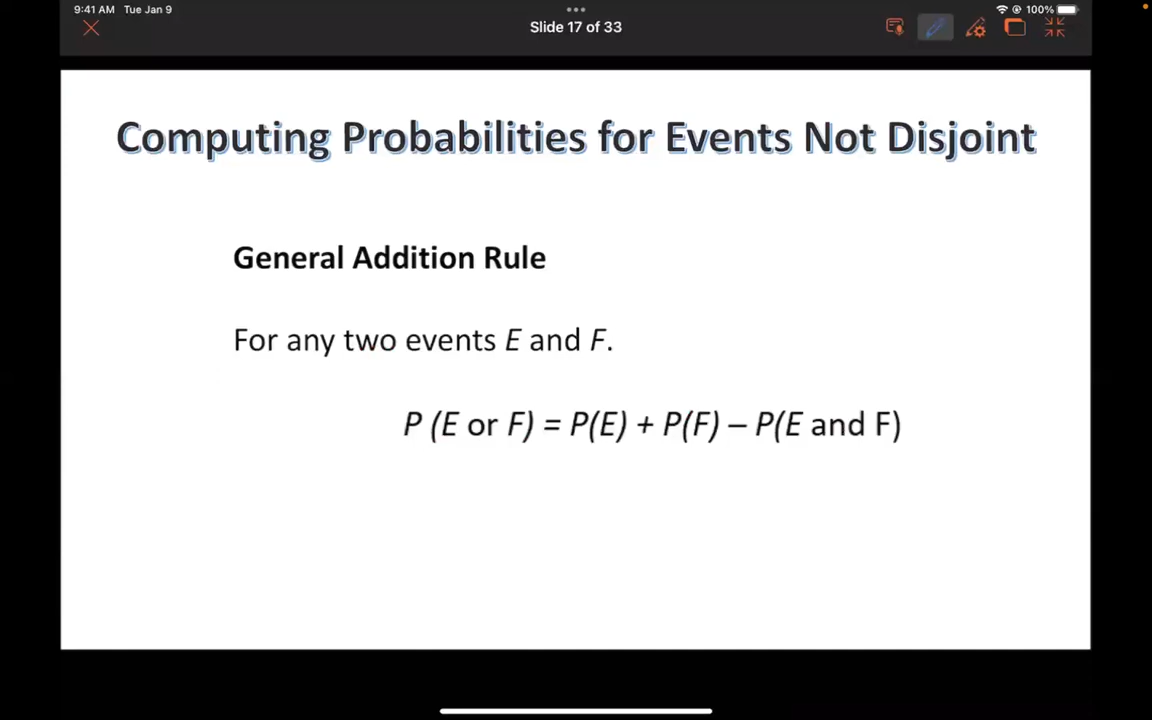 9:41 AM Tue Jan 9
100%
Slide 17 of 33
Computing Probabilities for Events Not Disjoint
General Addition Rule
For any two events E and F.
P (E or F) = P(E) + P(F) – P(E and F)